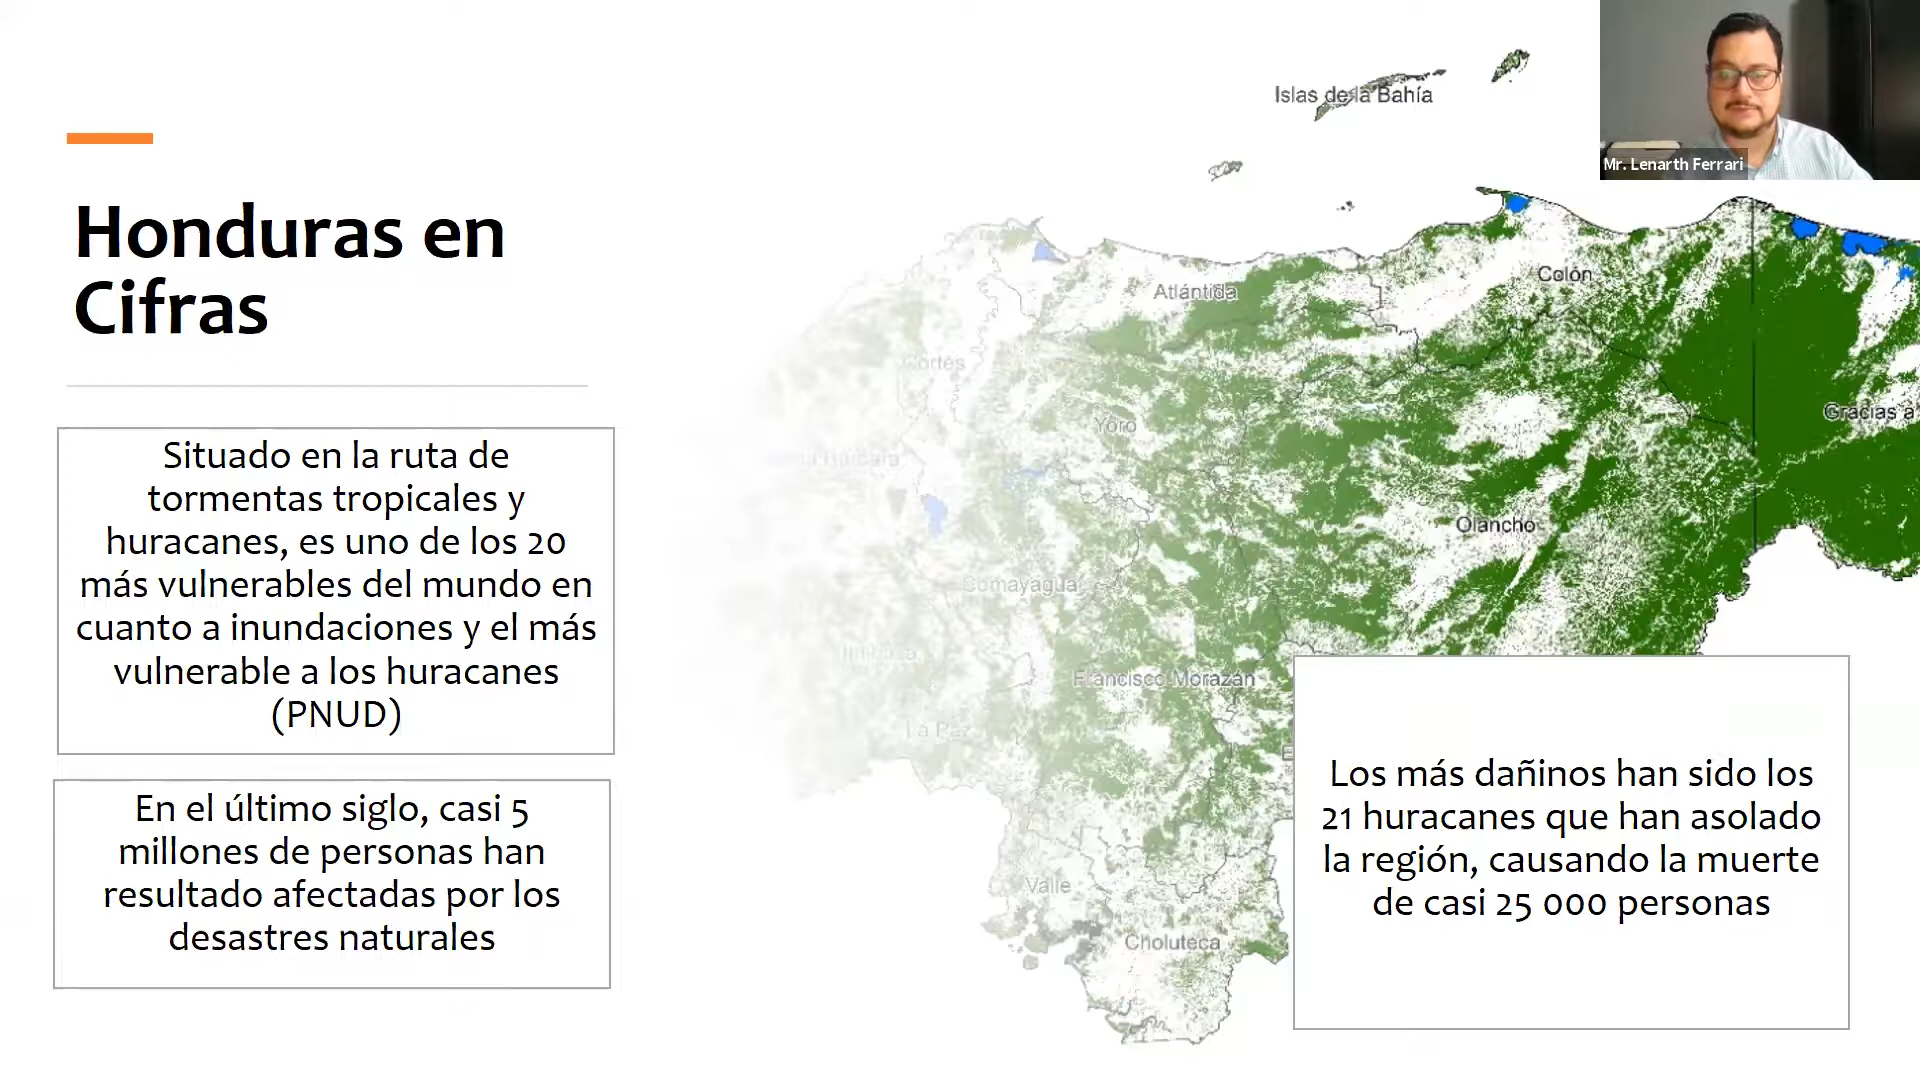 Honduras en
Cifras
Situado en la ruta de
tormentas tropicales y
huracanes, es uno de los 20
más vulnerables del mundo en
cuanto a inundaciones y el más
vulnerable a los huracanes
(PNUD)
En el último siglo, casi 5
millones de personas han
resultado afectadas por los
desastres naturales
Islas de la Bahía
Mr. Lenarth Ferrari
Colón
Atlántida
Cortés
Gracias a
Yoro
Olancho
Comayagua
Francisco Morazán
La Paz
Valle
Choluteca
Los más dañinos han sido los
21 huracanes que han asolado
la región, causando la muerte
de casi 25 000 personas